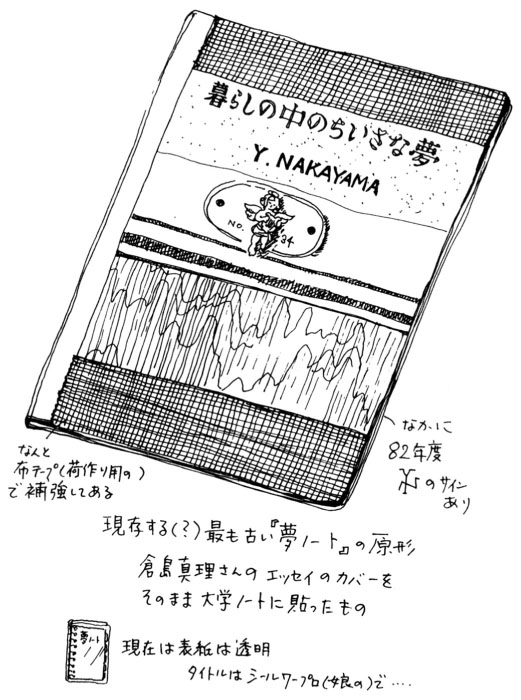 暮らしの中のちいさな夢
Y. NAKAYAMA
NO. 34
なかに
82年度
のサイン
あり
なんと
布テープ(荷作り用の)
で補強してある
現存する(?)最も古い『夢ノート』の原形
倉島真理さんのエッセイのカバーを
そのまま大学ノートに貼ったもの
夢ノート
現在は表紙は透明
タイトルはシールワープロ(娘の)で‥‥